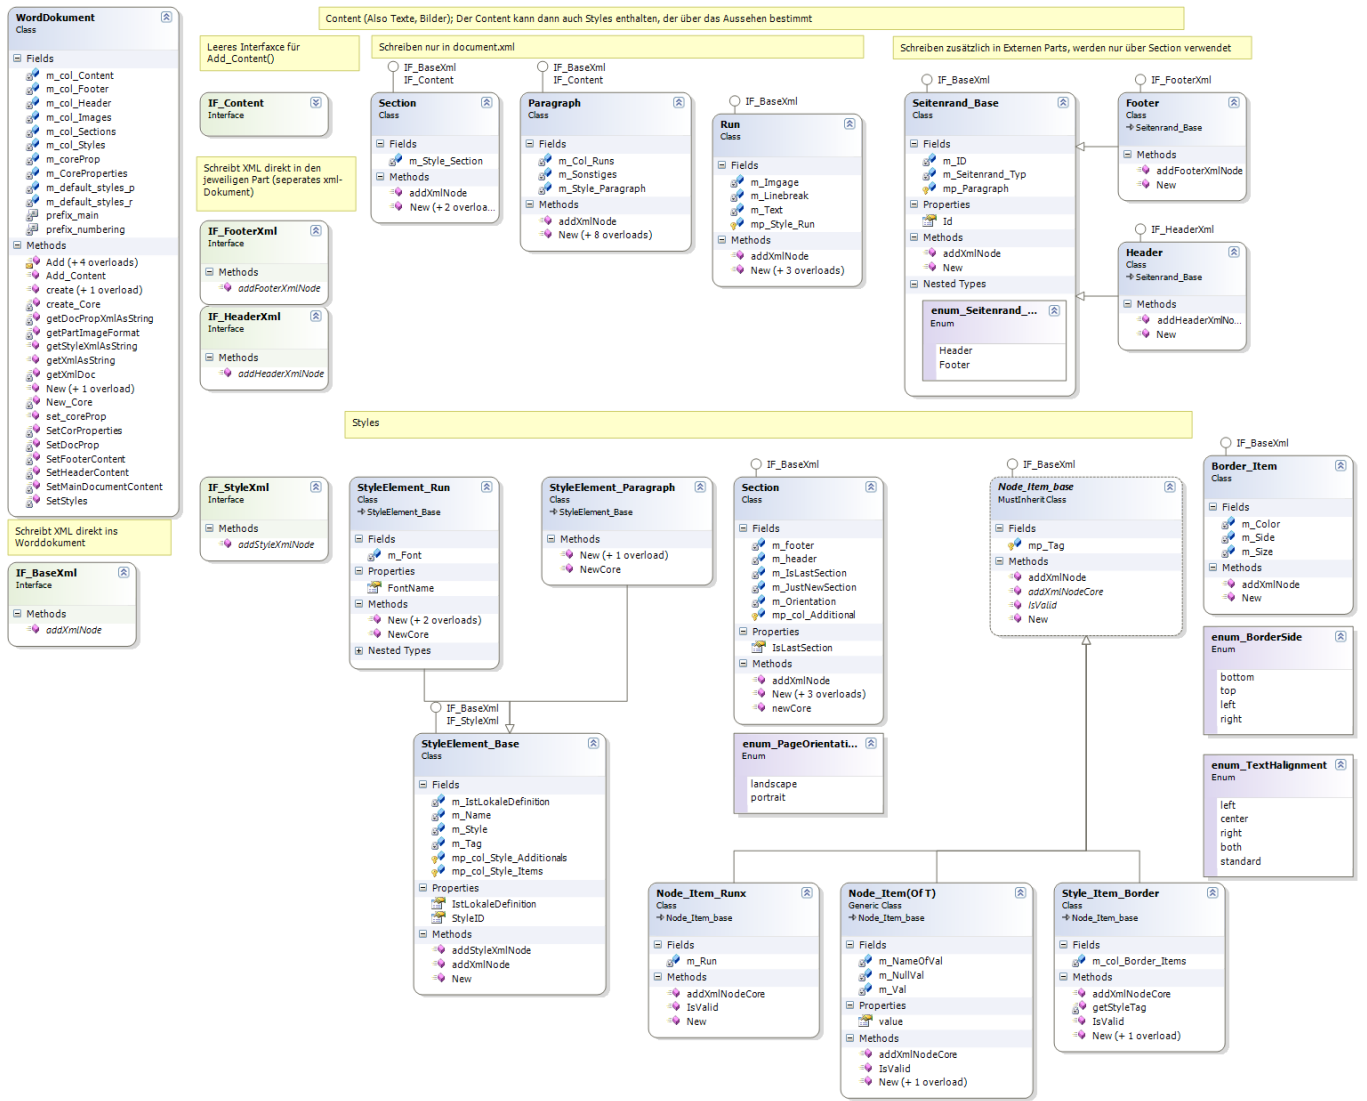 WordDokument
Class
Fields
m_col_Content
m_col_Footer
m_col_Header
m_col_Images
m_col_Sections
m_col_Styles
m_coreProp
m_CoreProperties
m_default_styles_p
m_default_styles_r
prefix_main
prefix_numbering
Methods
Add (+ 4 overloads)
Add_Content
create (+ 1 overload)
create_Core
getDocPropXmlAsString
getPartImageFormat
getStyleXmlAsString
getXmlAsString
getXmlDoc
New (+ 1 overload)
New_Core
set_coreProp
SetCorProperties
SetDocProp
SetFooterContent
SetHeaderContent
SetMainDocumentContent
SetStyles
Schreibt XML direkt ins
Worddokument
IF_BaseXml
Interface
Methods
addXmlNode
Content (Also Texte, Bilder); Der Content kann dann auch Styles enthalten, der über das Aussehen bestimmt
Leeres Interfaxce für
Add_Content()
IF_Content
Interface
Schreibt XML direkt in den
jeweiligen Part (seperates xml-
Dokument)
IF_FooterXml
Interface
Methods
addFooterXmlNode
IF_HeaderXml
Interface
Methods
addHeaderXmlNode
Schreiben nur in document.xml
IF_BaseXml
IF_Content
Section
Class
Fields
m_Style_Section
Methods
addXmlNode
New (+ 2 overloa...
IF_BaseXml
IF_Content
Paragraph
Class
Fields
m_Col_Runs
m_Sonstiges
m_Style_Paragraph
Methods
addXmlNode
New (+ 8 overloads)
IF_BaseXml
Run
Class
Fields
m_Imgage
m_Linebreak
m_Text
mp_Style_Run
Methods
addXmlNode
New (+ 3 overloads)
Schreiben zusätzlich in Externen Parts, werden nur über Section verwendet
IF_BaseXml
Seitenrand_Base
Class
Fields
m_ID
m_Seitenrand_Typ
mp_Paragraph
Properties
Id
Methods
addXmlNode
New
Nested Types
enum_Seitenrand_...
Enum
Header
Footer
IF_FooterXml
Footer
Class
Seitenrand_Base
Methods
addFooterXmlNode
New
IF_HeaderXml
Header
Class
Seitenrand_Base
Methods
addHeaderXmlNo...
New
Styles
IF_StyleXml
Interface
Methods
addStyleXmlNode
StyleElement_Run
Class
StyleElement_Base
Fields
m_Font
Properties
FontName
Methods
New (+ 2 overloads)
NewCore
Nested Types
StyleElement_Paragraph
Class
StyleElement_Base
Methods
New (+ 1 overload)
NewCore
IF_BaseXml
IF_StyleXml
StyleElement_Base
Class
Fields
m_IstLokaleDefinition
m_Name
m_Style
m_Tag
mp_col_Style_Additionals
mp_col_Style_Items
Properties
IstLokaleDefinition
StyleID
Methods
addStyleXmlNode
addXmlNode
New
IF_BaseXml
Section
Class
Fields
m_footer
m_header
m_IsLastSection
m_JustNewSection
m_Orientation
mp_col_Additional
Properties
IsLastSection
Methods
addXmlNode
New (+ 3 overloads)
newCore
enum_PageOrientati...
Enum
landscape
portrait
IF_BaseXml
Node_Item_base
MustInherit Class
Fields
mp_Tag
Methods
addXmlNode
addXmlNodeCore
IsValid
New
IF_BaseXml
Border_Item
Class
Fields
m_Color
m_Side
m_Size
Methods
addXmlNode
New
enum_BorderSide
Enum
bottom
top
left
right
enum_TextHalignment
Enum
left
center
right
both
standard
Node_Item_Runx
Class
Node_Item_base
Fields
m_Run
Methods
addXmlNodeCore
IsValid
New
Node_Item(Of T)
Generic Class
Node_Item_base
Fields
m_NameOfVal
m_NullVal
m_Val
Properties
value
Methods
addXmlNodeCore
IsValid
New (+ 1 overload)
Style_Item_Border
Class
Node_Item_base
Fields
m_col_Border_Items
Methods
addXmlNodeCore
getStyleTag
IsValid
New (+ 1 overload)